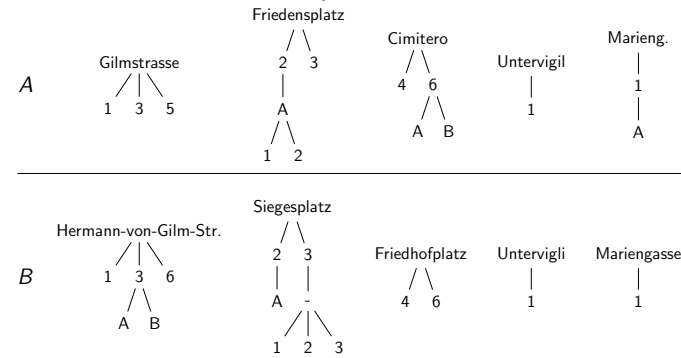 Friedensplatz
Cimitero
Marieng.
Gilmstrasse
2 3
Untervigil
A
4 6
1
1 3 5
A
1
A B
A
1 2
Siegesplatz
Hermann-von-Gilm-Str.
2 3
Friedhofplatz
Untervigli
Mariengasse
B
1 3 6
A -
4 6
1
1
A B
1 2 3